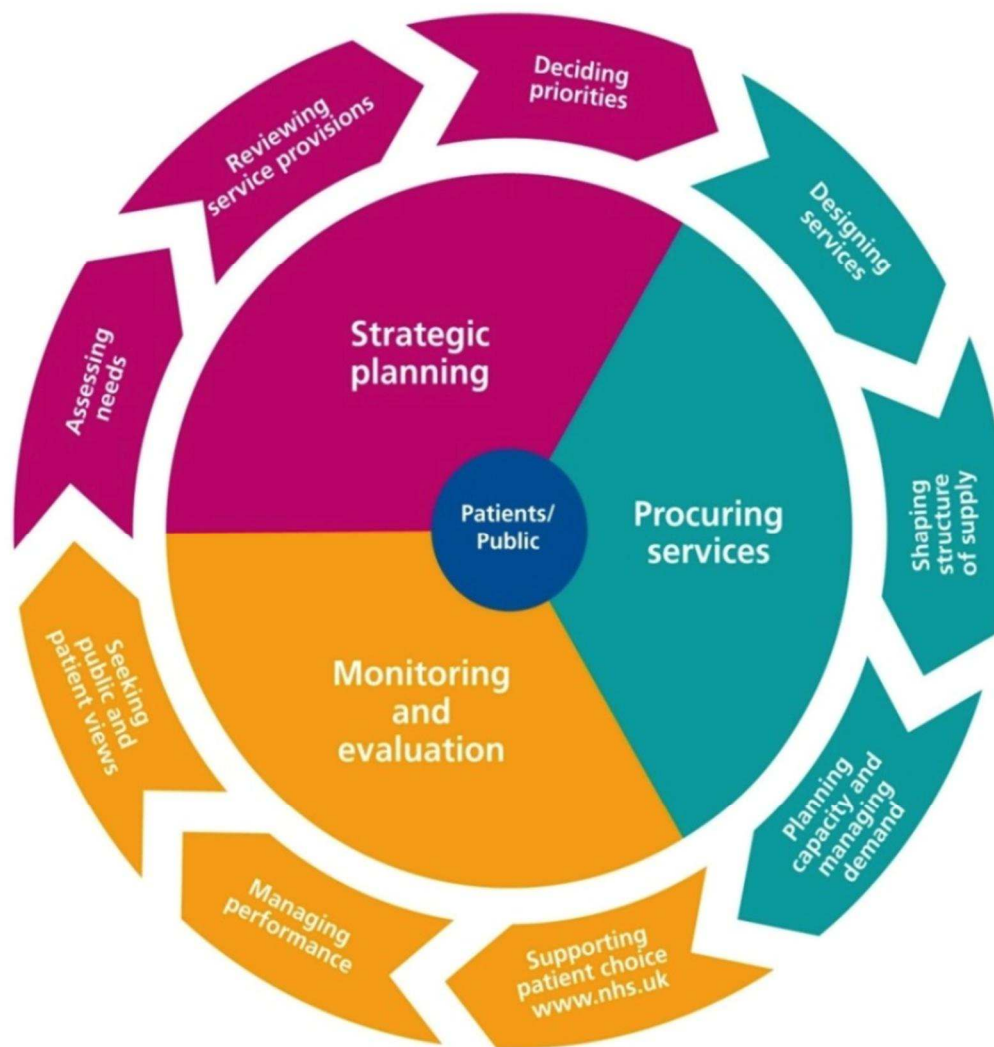 Deciding
priorities
Designing
services
Shaping
structure
of supply
Planning
capacity and
managing
demand
Supporting
patient choice
www.nhs.uk
Managing
performance
Seeking
public and
patient views
Assessing
needs
Reviewing
service provisions
Strategic
planning
Procuring
services
Monitoring
and
evaluation
Patients/
Public